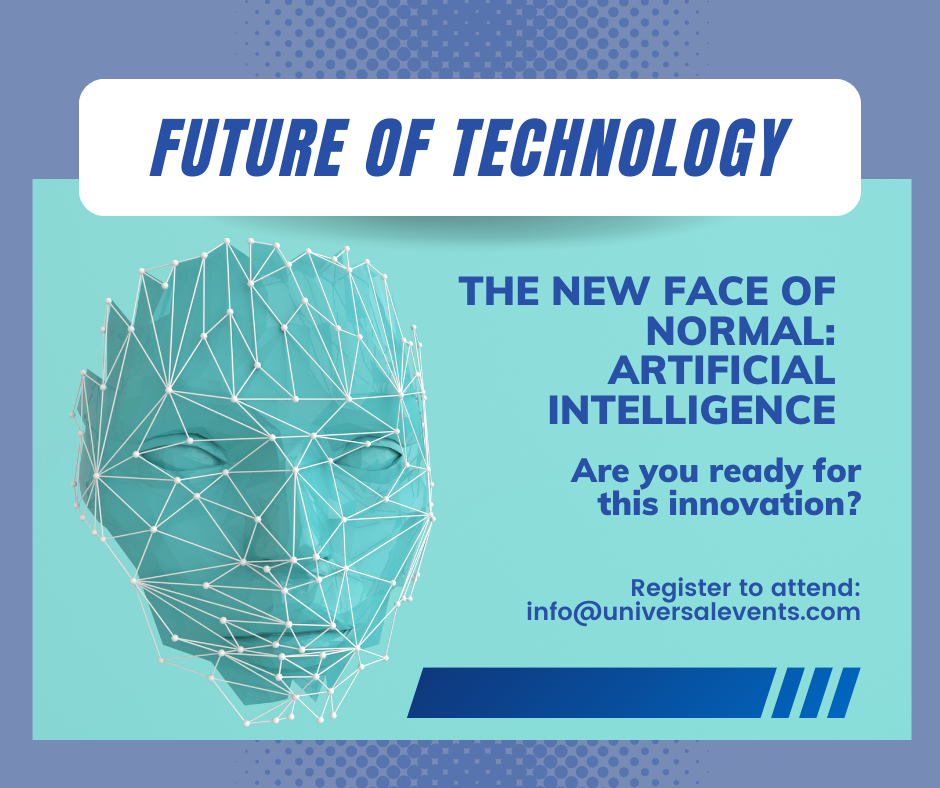 FUTURE OF TECHNOLOGY
THE NEW FACE OF
NORMAL:
ARTIFICIAL
INTELLIGENCE
Are you ready for
this innovation?
Register to attend:
info@universalevents.com